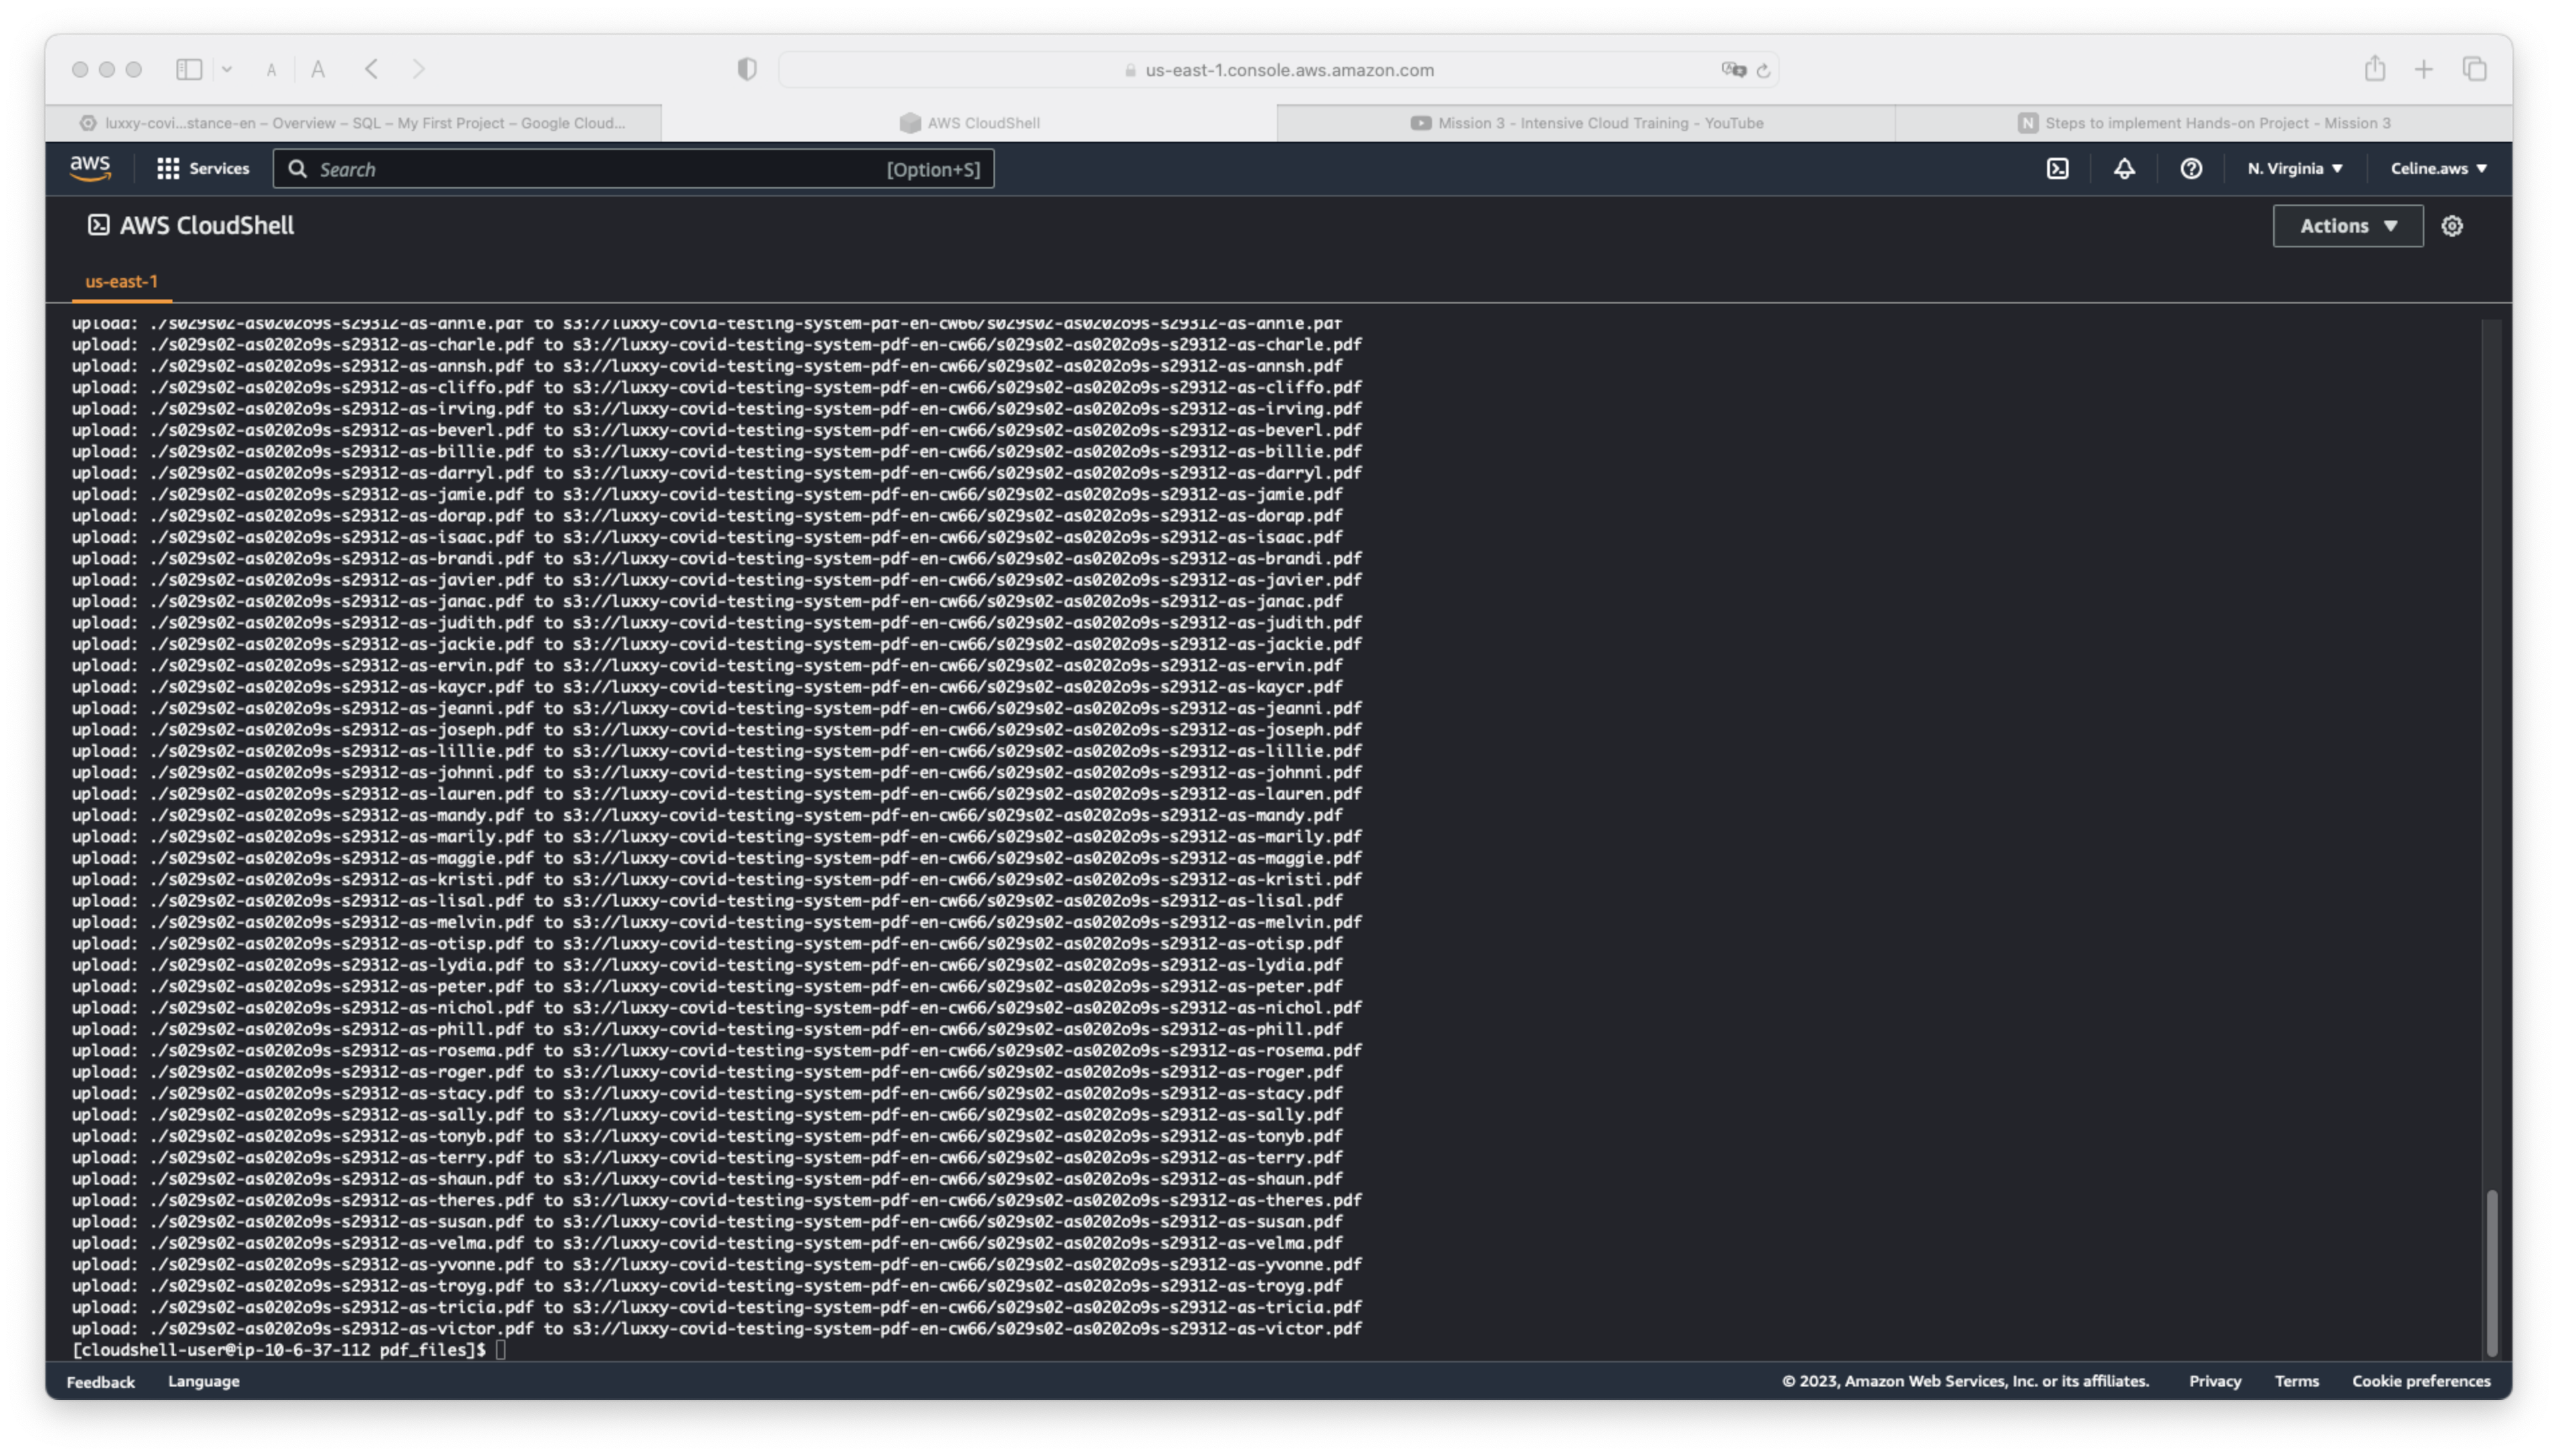 us-east-1.console.aws.amazon.com
luxxy-covi...stance-en – Overview – SQL – My First Project – Google Cloud...
AWS CloudShell
Mission 3 - Intensive Cloud Training - YouTube
Steps to implement Hands-on Project - Mission 3
aws Services Search [Option+S] N. Virginia Celine.aws
AWS CloudShell Actions
us-east-1
upload: ./s029s02-as0202o9s-s29312-as-annie.pdf to s3://luxxy-covid-testing-system-pdf-en-cw66/s029s02-as0202o9s-s29312-as-annie.pdf
upload: ./s029s02-as0202o9s-s29312-as-charle.pdf to s3://luxxy-covid-testing-system-pdf-en-cw66/s029s02-as0202o9s-s29312-as-charle.pdf
upload: ./s029s02-as0202o9s-s29312-as-annsh.pdf to s3://luxxy-covid-testing-system-pdf-en-cw66/s029s02-as0202o9s-s29312-as-annsh.pdf
upload: ./s029s02-as0202o9s-s29312-as-cliffo.pdf to s3://luxxy-covid-testing-system-pdf-en-cw66/s029s02-as0202o9s-s29312-as-cliffo.pdf
upload: ./s029s02-as0202o9s-s29312-as-irving.pdf to s3://luxxy-covid-testing-system-pdf-en-cw66/s029s02-as0202o9s-s29312-as-irving.pdf
upload: ./s029s02-as0202o9s-s29312-as-beverl.pdf to s3://luxxy-covid-testing-system-pdf-en-cw66/s029s02-as0202o9s-s29312-as-beverl.pdf
upload: ./s029s02-as0202o9s-s29312-as-billie.pdf to s3://luxxy-covid-testing-system-pdf-en-cw66/s029s02-as0202o9s-s29312-as-billie.pdf
upload: ./s029s02-as0202o9s-s29312-as-darryl.pdf to s3://luxxy-covid-testing-system-pdf-en-cw66/s029s02-as0202o9s-s29312-as-darryl.pdf
upload: ./s029s02-as0202o9s-s29312-as-jamie.pdf to s3://luxxy-covid-testing-system-pdf-en-cw66/s029s02-as0202o9s-s29312-as-jamie.pdf
upload: ./s029s02-as0202o9s-s29312-as-dorap.pdf to s3://luxxy-covid-testing-system-pdf-en-cw66/s029s02-as0202o9s-s29312-as-dorap.pdf
upload: ./s029s02-as0202o9s-s29312-as-isaac.pdf to s3://luxxy-covid-testing-system-pdf-en-cw66/s029s02-as0202o9s-s29312-as-isaac.pdf
upload: ./s029s02-as0202o9s-s29312-as-brandi.pdf to s3://luxxy-covid-testing-system-pdf-en-cw66/s029s02-as0202o9s-s29312-as-brandi.pdf
upload: ./s029s02-as0202o9s-s29312-as-javier.pdf to s3://luxxy-covid-testing-system-pdf-en-cw66/s029s02-as0202o9s-s29312-as-javier.pdf
upload: ./s029s02-as0202o9s-s29312-as-janac.pdf to s3://luxxy-covid-testing-system-pdf-en-cw66/s029s02-as0202o9s-s29312-as-janac.pdf
upload: ./s029s02-as0202o9s-s29312-as-judith.pdf to s3://luxxy-covid-testing-system-pdf-en-cw66/s029s02-as0202o9s-s29312-as-judith.pdf
upload: ./s029s02-as0202o9s-s29312-as-jackie.pdf to s3://luxxy-covid-testing-system-pdf-en-cw66/s029s02-as0202o9s-s29312-as-jackie.pdf
upload: ./s029s02-as0202o9s-s29312-as-ervin.pdf to s3://luxxy-covid-testing-system-pdf-en-cw66/s029s02-as0202o9s-s29312-as-ervin.pdf
upload: ./s029s02-as0202o9s-s29312-as-kaycr.pdf to s3://luxxy-covid-testing-system-pdf-en-cw66/s029s02-as0202o9s-s29312-as-kaycr.pdf
upload: ./s029s02-as0202o9s-s29312-as-jeanni.pdf to s3://luxxy-covid-testing-system-pdf-en-cw66/s029s02-as0202o9s-s29312-as-jeanni.pdf
upload: ./s029s02-as0202o9s-s29312-as-joseph.pdf to s3://luxxy-covid-testing-system-pdf-en-cw66/s029s02-as0202o9s-s29312-as-joseph.pdf
upload: ./s029s02-as0202o9s-s29312-as-lillie.pdf to s3://luxxy-covid-testing-system-pdf-en-cw66/s029s02-as0202o9s-s29312-as-lillie.pdf
upload: ./s029s02-as0202o9s-s29312-as-johnni.pdf to s3://luxxy-covid-testing-system-pdf-en-cw66/s029s02-as0202o9s-s29312-as-johnni.pdf
upload: ./s029s02-as0202o9s-s29312-as-lauren.pdf to s3://luxxy-covid-testing-system-pdf-en-cw66/s029s02-as0202o9s-s29312-as-lauren.pdf
upload: ./s029s02-as0202o9s-s29312-as-mandy.pdf to s3://luxxy-covid-testing-system-pdf-en-cw66/s029s02-as0202o9s-s29312-as-mandy.pdf
upload: ./s029s02-as0202o9s-s29312-as-marily.pdf to s3://luxxy-covid-testing-system-pdf-en-cw66/s029s02-as0202o9s-s29312-as-marily.pdf
upload: ./s029s02-as0202o9s-s29312-as-maggie.pdf to s3://luxxy-covid-testing-system-pdf-en-cw66/s029s02-as0202o9s-s29312-as-maggie.pdf
upload: ./s029s02-as0202o9s-s29312-as-kristi.pdf to s3://luxxy-covid-testing-system-pdf-en-cw66/s029s02-as0202o9s-s29312-as-kristi.pdf
upload: ./s029s02-as0202o9s-s29312-as-lisal.pdf to s3://luxxy-covid-testing-system-pdf-en-cw66/s029s02-as0202o9s-s29312-as-lisal.pdf
upload: ./s029s02-as0202o9s-s29312-as-melvin.pdf to s3://luxxy-covid-testing-system-pdf-en-cw66/s029s02-as0202o9s-s29312-as-melvin.pdf
upload: ./s029s02-as0202o9s-s29312-as-otisp.pdf to s3://luxxy-covid-testing-system-pdf-en-cw66/s029s02-as0202o9s-s29312-as-otisp.pdf
upload: ./s029s02-as0202o9s-s29312-as-lydia.pdf to s3://luxxy-covid-testing-system-pdf-en-cw66/s029s02-as0202o9s-s29312-as-lydia.pdf
upload: ./s029s02-as0202o9s-s29312-as-peter.pdf to s3://luxxy-covid-testing-system-pdf-en-cw66/s029s02-as0202o9s-s29312-as-peter.pdf
upload: ./s029s02-as0202o9s-s29312-as-nichol.pdf to s3://luxxy-covid-testing-system-pdf-en-cw66/s029s02-as0202o9s-s29312-as-nichol.pdf
upload: ./s029s02-as0202o9s-s29312-as-phill.pdf to s3://luxxy-covid-testing-system-pdf-en-cw66/s029s02-as0202o9s-s29312-as-phill.pdf
upload: ./s029s02-as0202o9s-s29312-as-rosema.pdf to s3://luxxy-covid-testing-system-pdf-en-cw66/s029s02-as0202o9s-s29312-as-rosema.pdf
upload: ./s029s02-as0202o9s-s29312-as-roger.pdf to s3://luxxy-covid-testing-system-pdf-en-cw66/s029s02-as0202o9s-s29312-as-roger.pdf
upload: ./s029s02-as0202o9s-s29312-as-stacy.pdf to s3://luxxy-covid-testing-system-pdf-en-cw66/s029s02-as0202o9s-s29312-as-stacy.pdf
upload: ./s029s02-as0202o9s-s29312-as-sally.pdf to s3://luxxy-covid-testing-system-pdf-en-cw66/s029s02-as0202o9s-s29312-as-sally.pdf
upload: ./s029s02-as0202o9s-s29312-as-tonyb.pdf to s3://luxxy-covid-testing-system-pdf-en-cw66/s029s02-as0202o9s-s29312-as-tonyb.pdf
upload: ./s029s02-as0202o9s-s29312-as-terry.pdf to s3://luxxy-covid-testing-system-pdf-en-cw66/s029s02-as0202o9s-s29312-as-terry.pdf
upload: ./s029s02-as0202o9s-s29312-as-shaun.pdf to s3://luxxy-covid-testing-system-pdf-en-cw66/s029s02-as0202o9s-s29312-as-shaun.pdf
upload: ./s029s02-as0202o9s-s29312-as-theres.pdf to s3://luxxy-covid-testing-system-pdf-en-cw66/s029s02-as0202o9s-s29312-as-theres.pdf
upload: ./s029s02-as0202o9s-s29312-as-susan.pdf to s3://luxxy-covid-testing-system-pdf-en-cw66/s029s02-as0202o9s-s29312-as-susan.pdf
upload: ./s029s02-as0202o9s-s29312-as-velma.pdf to s3://luxxy-covid-testing-system-pdf-en-cw66/s029s02-as0202o9s-s29312-as-velma.pdf
upload: ./s029s02-as0202o9s-s29312-as-yvonne.pdf to s3://luxxy-covid-testing-system-pdf-en-cw66/s029s02-as0202o9s-s29312-as-yvonne.pdf
upload: ./s029s02-as0202o9s-s29312-as-troyg.pdf to s3://luxxy-covid-testing-system-pdf-en-cw66/s029s02-as0202o9s-s29312-as-troyg.pdf
upload: ./s029s02-as0202o9s-s29312-as-tricia.pdf to s3://luxxy-covid-testing-system-pdf-en-cw66/s029s02-as0202o9s-s29312-as-tricia.pdf
upload: ./s029s02-as0202o9s-s29312-as-victor.pdf to s3://luxxy-covid-testing-system-pdf-en-cw66/s029s02-as0202o9s-s29312-as-victor.pdf
[cloudshell-user@ip-10-6-37-112 pdf_files]$
Feedback Language © 2023, Amazon Web Services, Inc. or its affiliates. Privacy Terms Cookie preferences